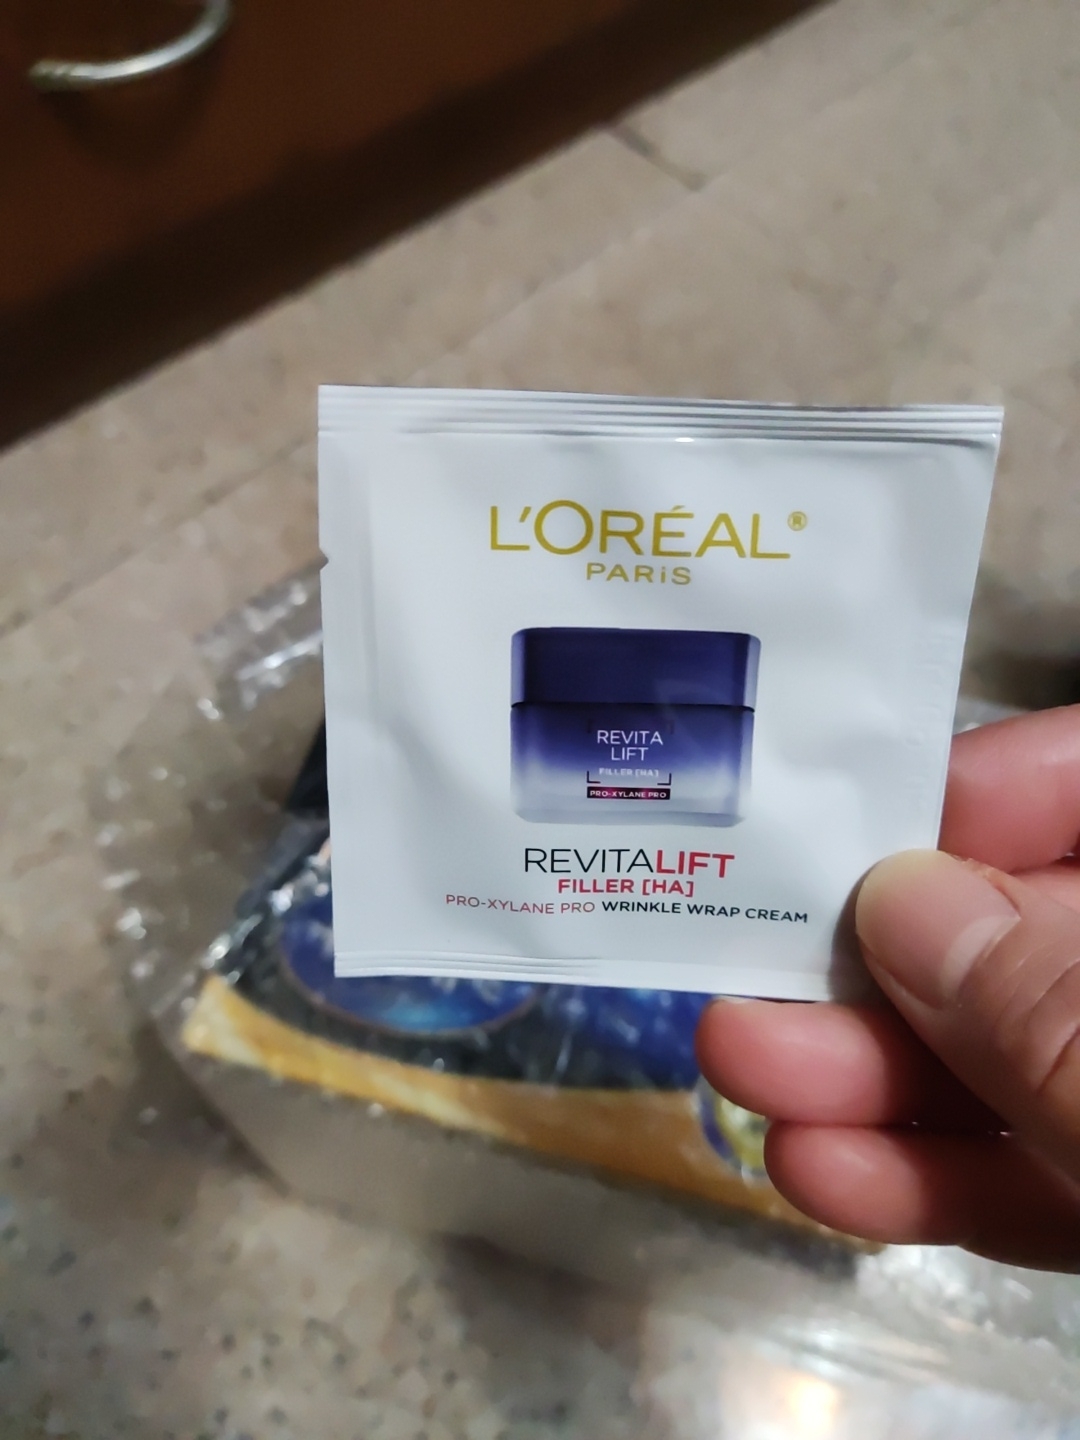 L'ORÉAL®
PARiS
REVITA
LIFT
FILLER [HA]
PRO-XYLANE PRO
REVITALIFT
FILLER [HA]
PRO-XYLANE PRO WRINKLE WRAP CREAM